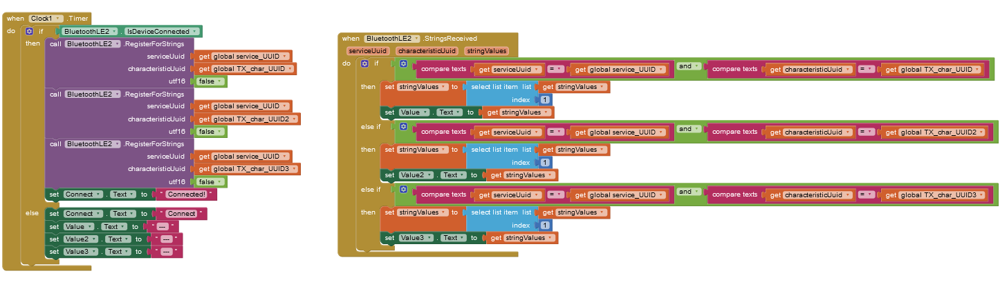 when Clock1 .Timer
do if BluetoothLE2 . IsDeviceConnected
then call BluetoothLE2 .RegisterForStrings
serviceUuid get global service_UUID
characteristicUuid get global TX_char_UUID
utf16 false
call BluetoothLE2 .RegisterForStrings
serviceUuid get global service_UUID
characteristicUuid get global TX_char_UUID2
utf16 false
call BluetoothLE2 .RegisterForStrings
serviceUuid get global service_UUID
characteristicUuid get global TX_char_UUID3
utf16 false
set Connect . Text to " Connected! "
else set Connect . Text to " Connect "
set Value . Text to " --- "
set Value2 . Text to " --- "
set Value3 . Text to " --- "
when BluetoothLE2 .StringsReceived
serviceUuid characteristicUuid stringValues
do if compare texts get serviceUuid = get global service_UUID and compare texts get characteristicUuid = get global TX_char_UUID
then set stringValues to select list item list get stringValues
index 1
set Value . Text to get stringValues
else if compare texts get serviceUuid = get global service_UUID and compare texts get characteristicUuid = get global TX_char_UUID2
then set stringValues to select list item list get stringValues
index 1
set Value2 . Text to get stringValues
else if compare texts get serviceUuid = get global service_UUID and compare texts get characteristicUuid = get global TX_char_UUID3
then set stringValues to select list item list get stringValues
index 1
set Value3 . Text to get stringValues